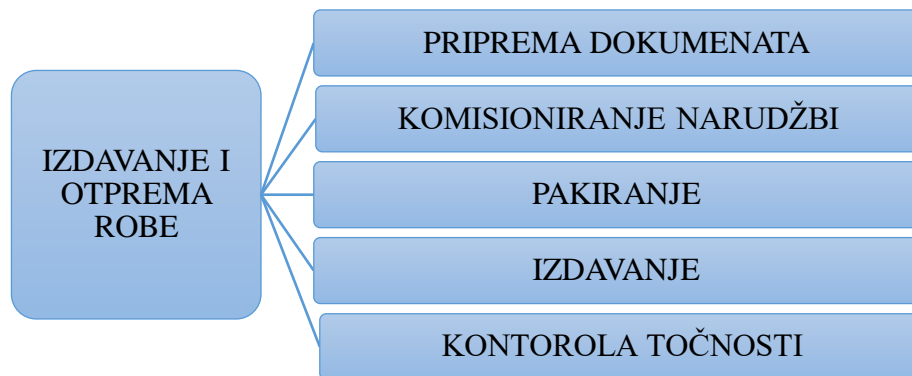 IZDAVANJE I
OTPREMA
ROBE
PRIPREMA DOKUMENATA
KOMISIONIRANJE NARUDŽBI
PAKIRANJE
IZDAVANJE
KONTOROLA TOČNOSTI